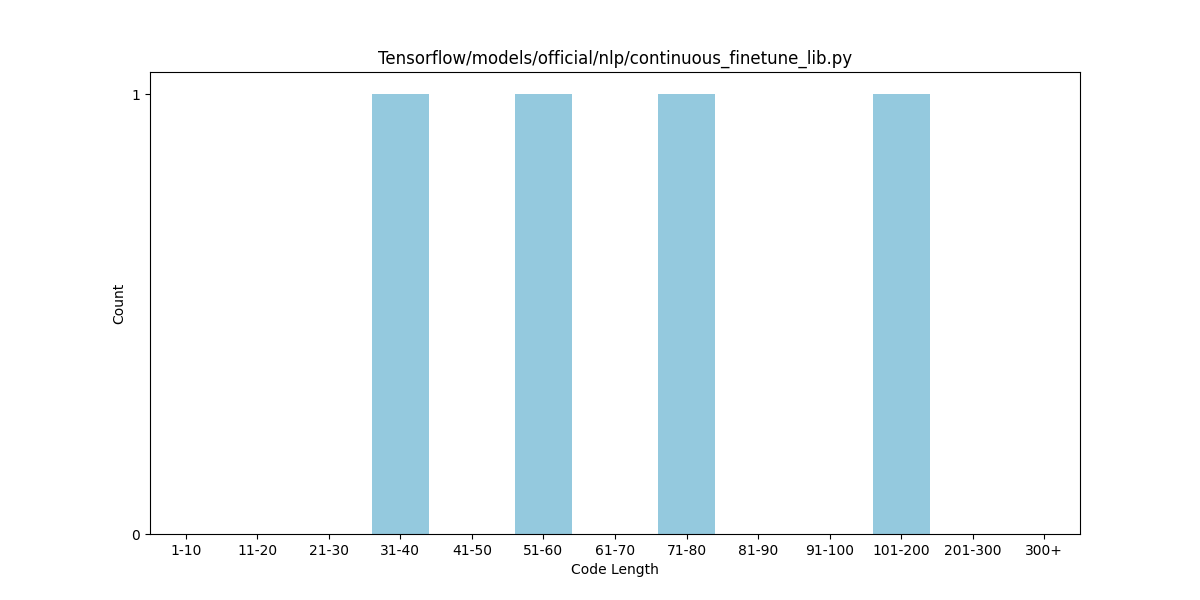 Tensorflow/models/official/nlp/continuous_finetune_lib.py
1
Count
0
1-10 11-20 21-30 31-40 41-50 51-60 61-70 71-80 81-90 91-100 101-200 201-300 300+
Code Length